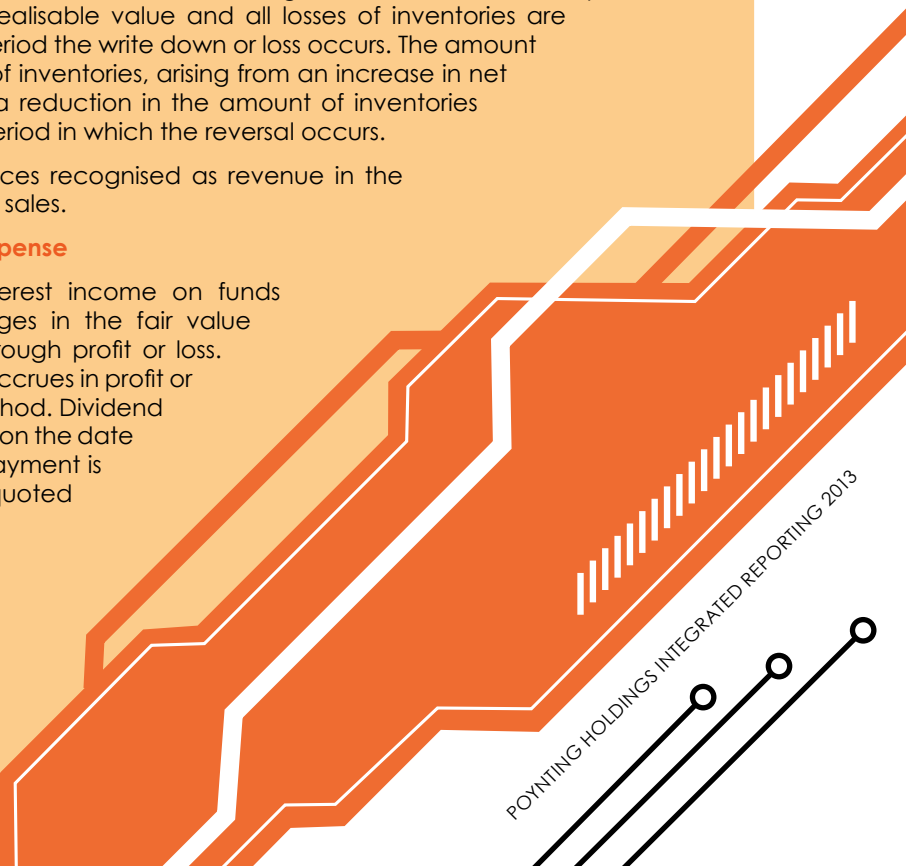 ealisable value and all losses of inventories are
eriod the write down or loss occurs. The amount
of inventories, arising from an increase in net
a reduction in the amount of inventories
eriod in which the reversal occurs.
ces recognised as revenue in the
sales.
pense
erest income on funds
ges in the fair value
rough profit or loss.
ccrues in profit or
hod. Dividend
on the date
ayment is
quoted
POYNTING HOLDINGS INTEGRATED REPORTING 2013